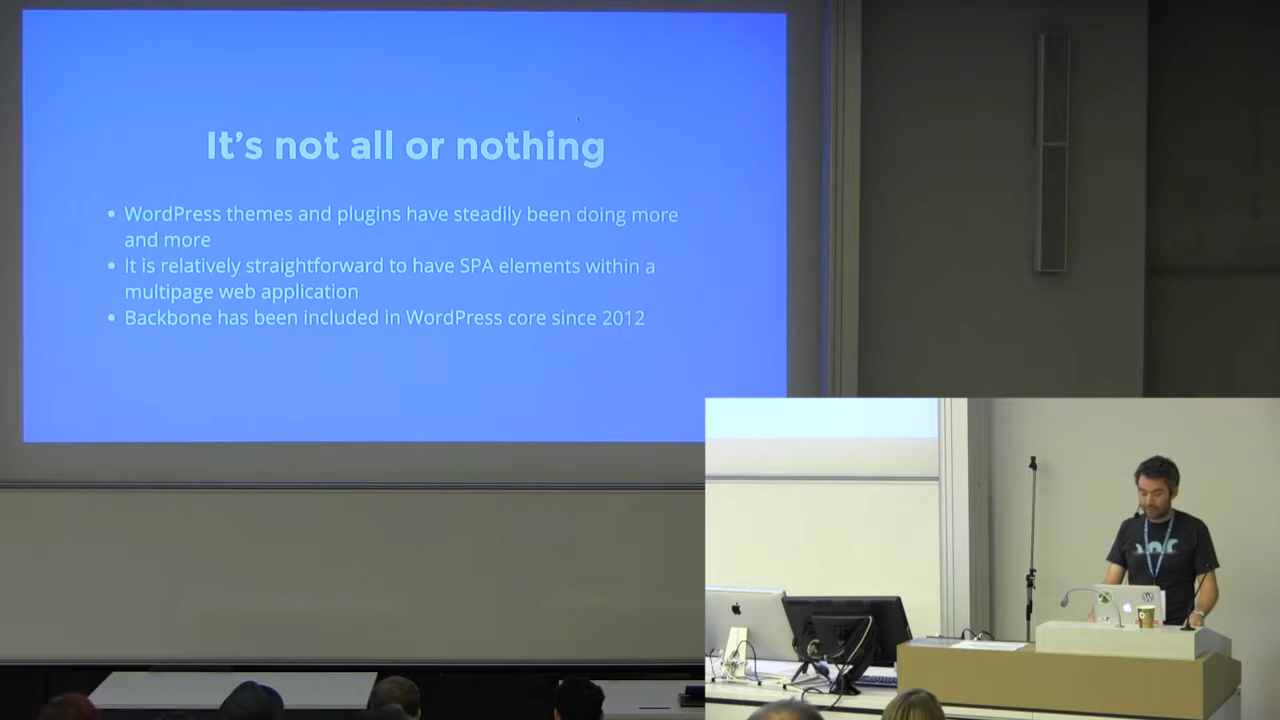 It's not all or nothing
• WordPress themes and plugins have steadily been doing more
and more
• It is relatively straightforward to have SPA elements within a
multipage web application
• Backbone has been included in WordPress core since 2012